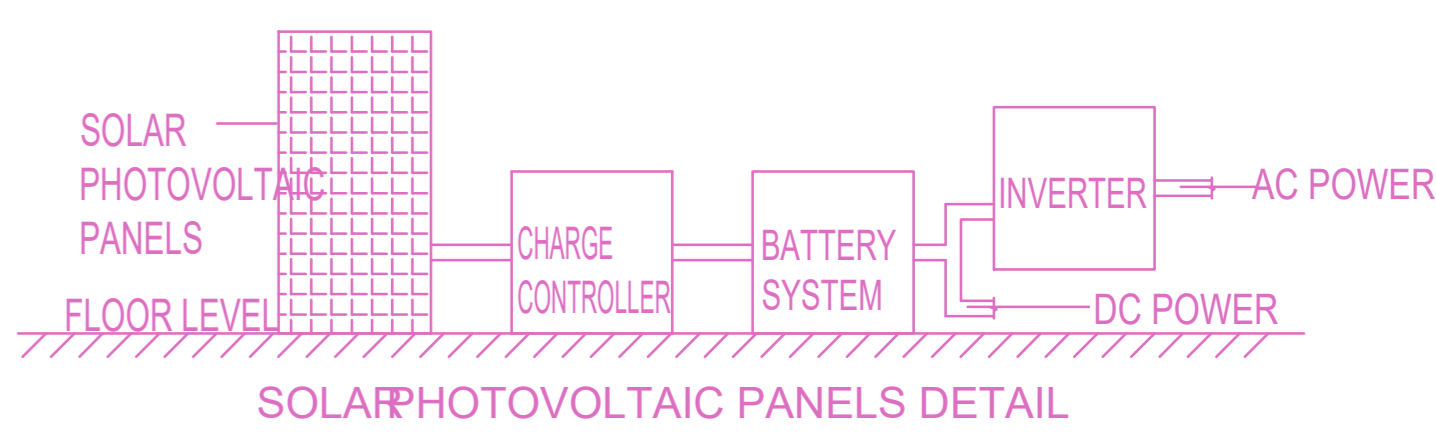 SOLAR
PHOTOVOLTAIC
PANELS
FLOOR LEVEL
CHARGE
CONTROLLER
BATTERY
SYSTEM
INVERTER
AC POWER
DC POWER
SOLAR PHOTOVOLTAIC PANELS DETAIL